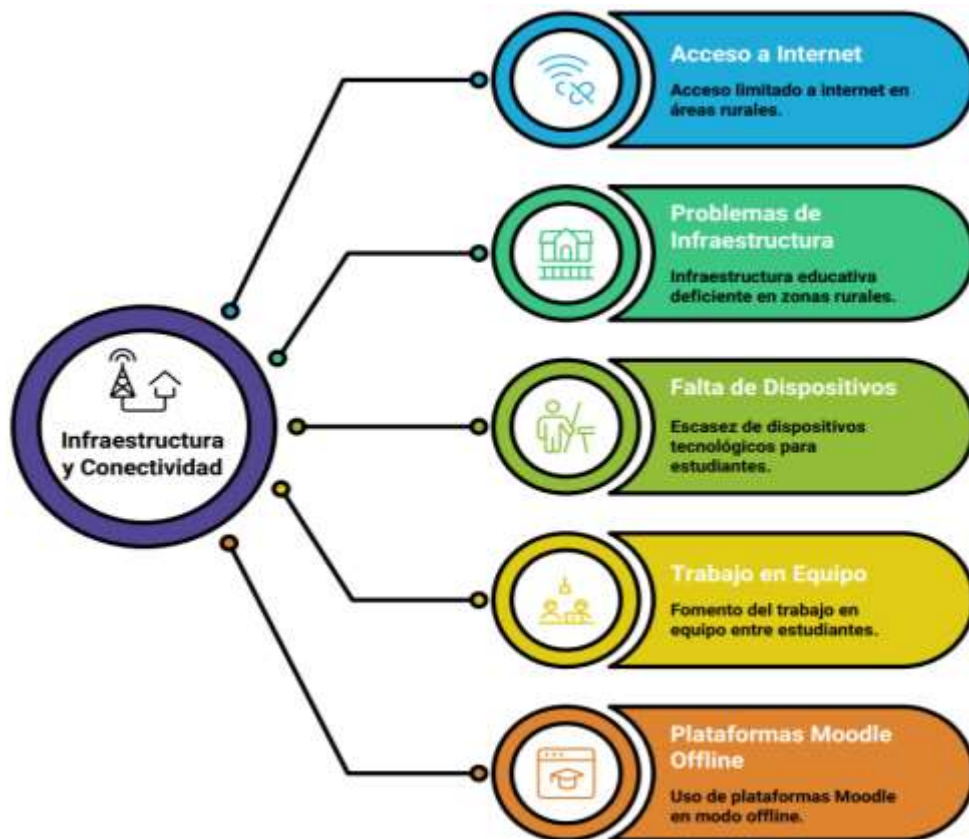 Infraestructura
y Conectividad
Acceso a Internet
Acceso limitado a internet en
áreas rurales.
Problemas de
Infraestructura
Infraestructura educativa
deficiente en zonas rurales.
Falta de Dispositivos
Escasez de dispositivos
tecnológicos para
estudiantes.
Trabajo en Equipo
Fomento del trabajo en
equipo entre estudiantes.
Plataformas Moodle
Offline
Uso de plataformas Moodle
en modo offline.